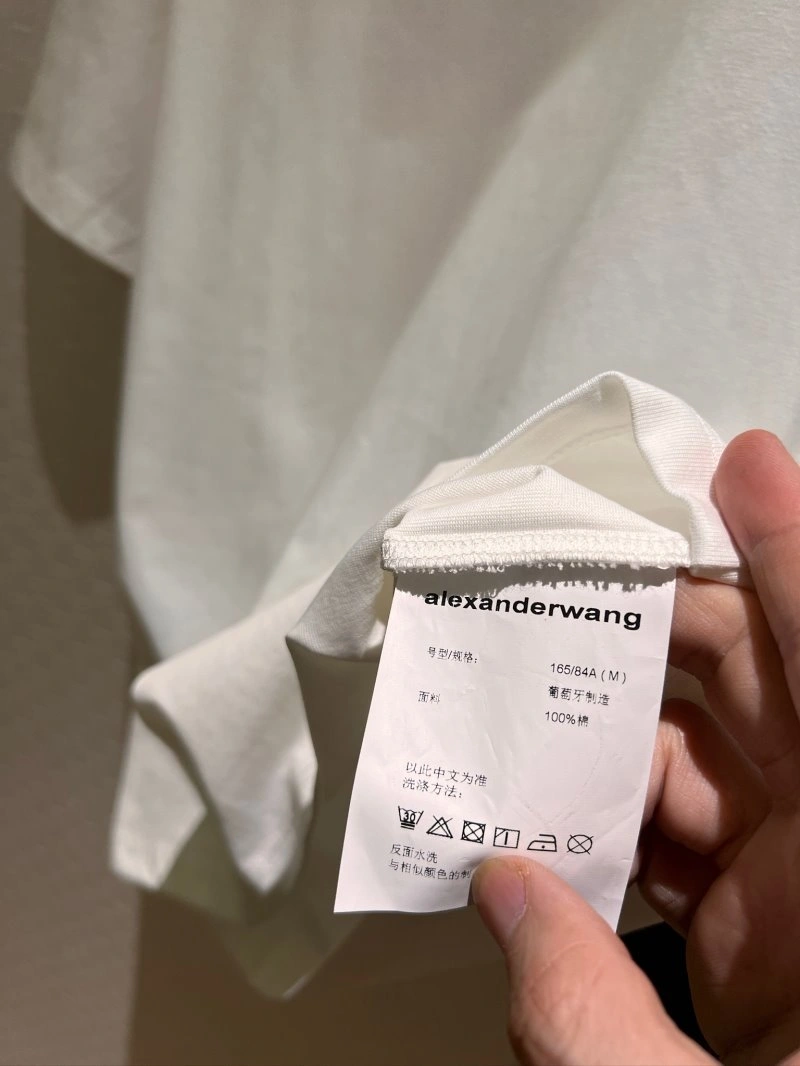 alexanderwang
号型/规格: 165/84A(M)
面料 葡萄牙制造
100%棉
以此中文为准
洗涤方法:
30
反面水洗
与相似颜色的